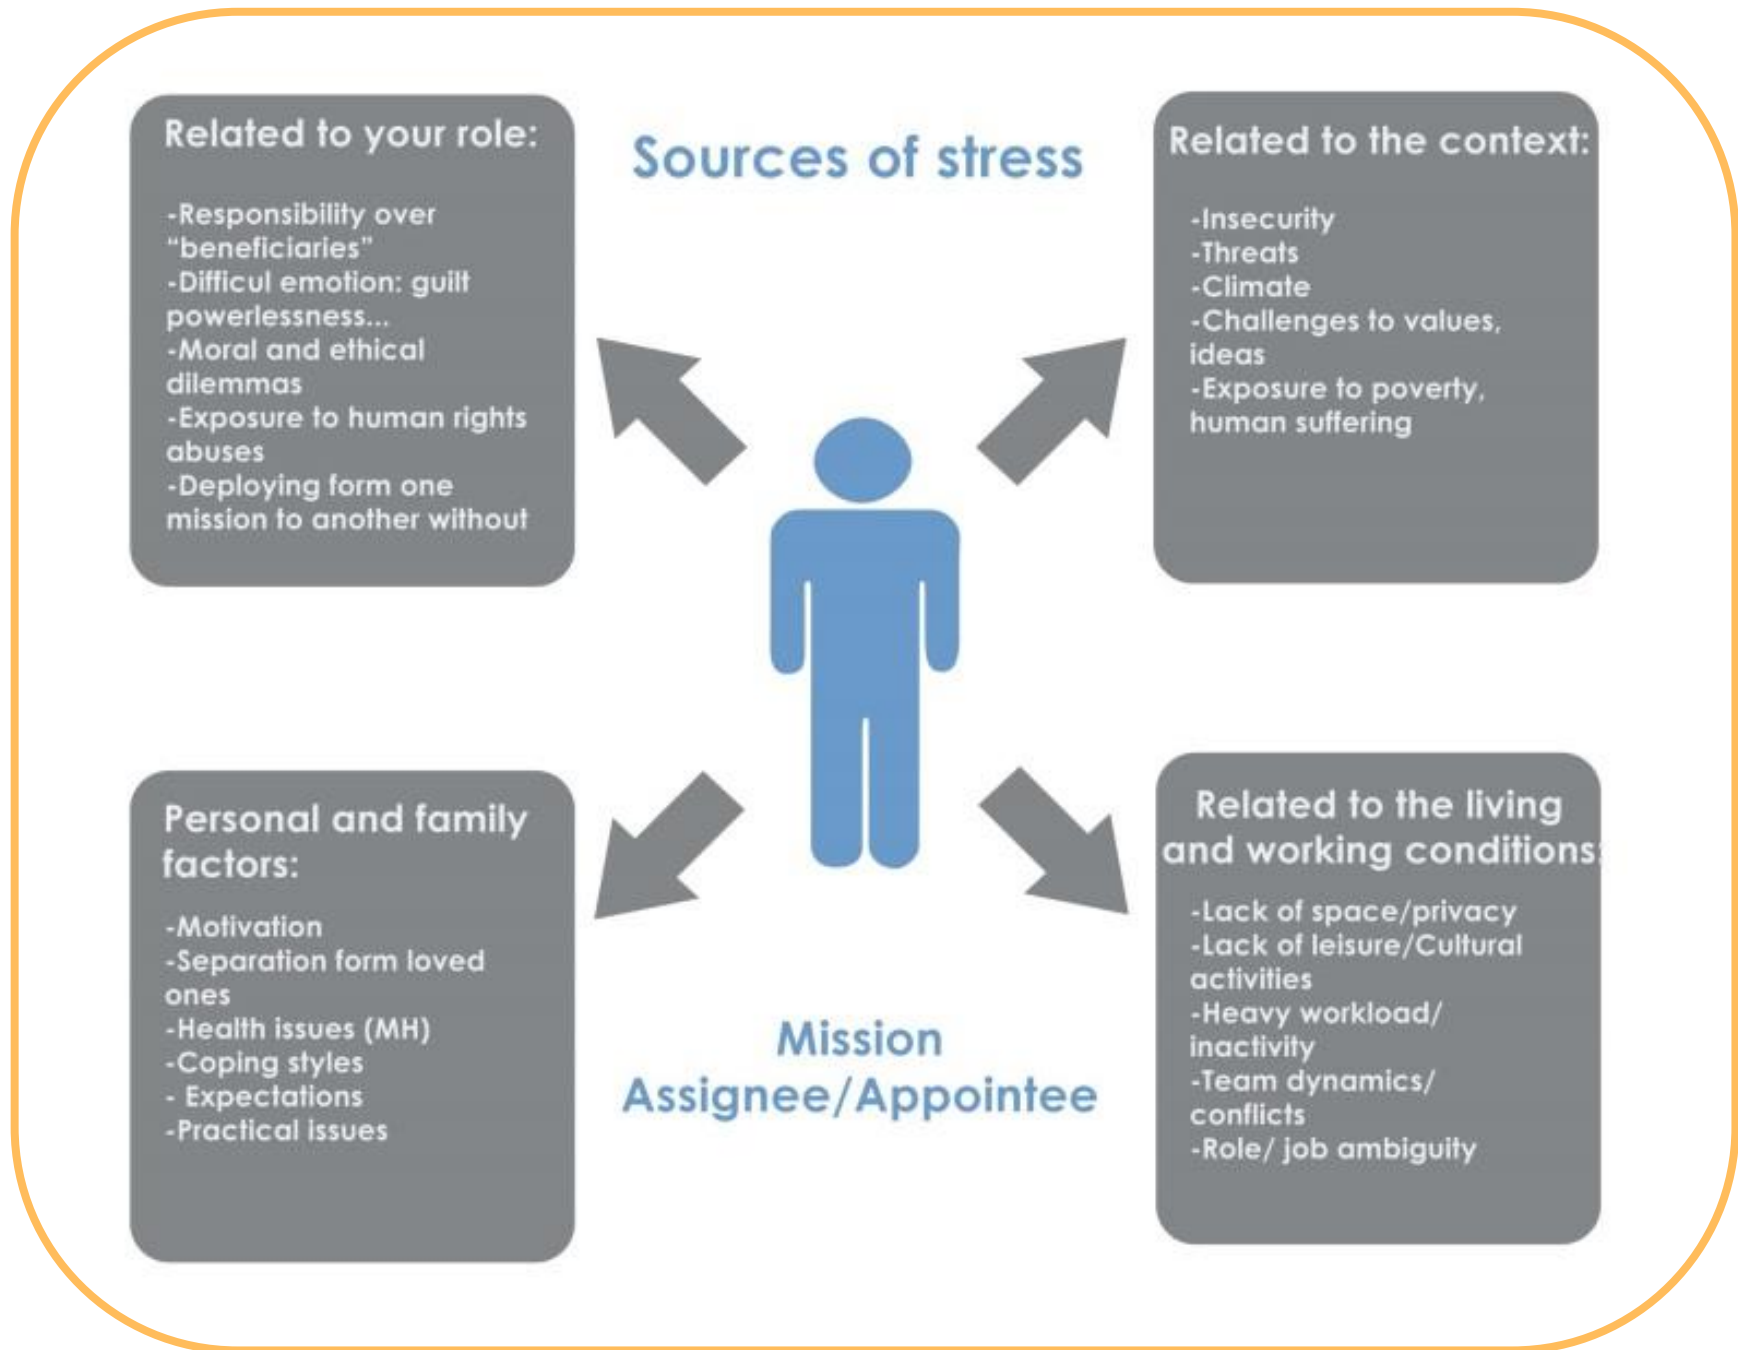 Sources of stress
Related to your role:
-Responsibility over
“beneficiaries”
-Difficul emotion: guilt
powerlessness...
-Moral and ethical
dilemmas
-Exposure to human rights
abuses
-Deploying form one
mission to another without
Related to the context:
-Insecurity
-Threats
-Climate
-Challenges to values,
ideas
-Exposure to poverty,
human suffering
Personal and family
factors:
-Motivation
-Separation form loved
ones
-Health issues (MH)
-Coping styles
- Expectations
-Practical issues
Related to the living
and working conditions:
-Lack of space/privacy
-Lack of leisure/Cultural
activities
-Heavy workload/
inactivity
-Team dynamics/
conflicts
-Role/ job ambiguity
Mission
Assignee/Appointee